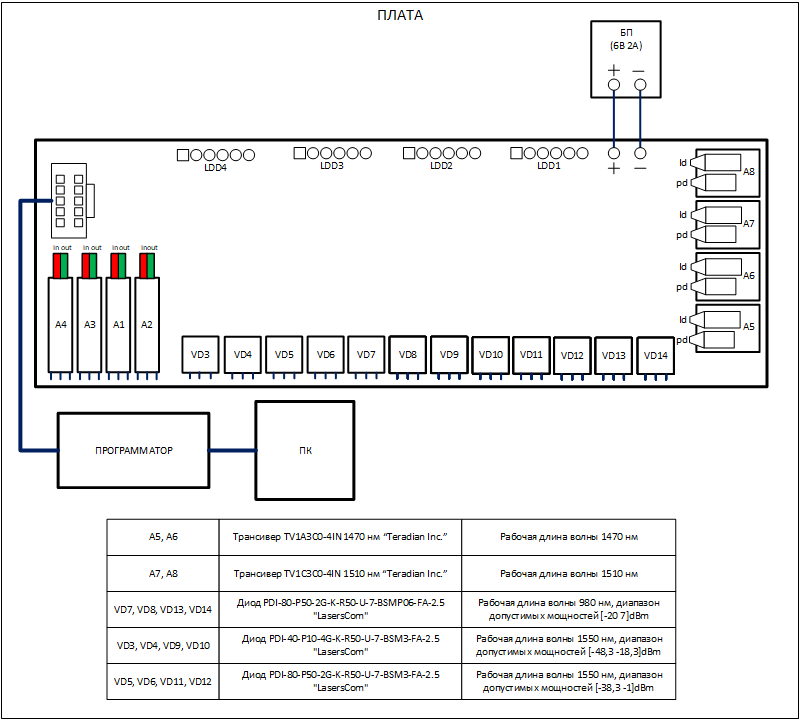 ПЛАТА
БП
(6В 2А)
+ −
LDD4
LDD3
LDD2
LDD1
+ −
ld
pd
A8
ld
pd
A7
ld
pd
A6
ld
pd
A5
in out
in out
in out
inout
A4
A3
A1
A2
VD3
VD4
VD5
VD6
VD7
VD8
VD9
VD10
VD11
VD12
VD13
VD14
ПРОГРАММАТОР
ПК
A5, A6
Трансивер TV1A3C0-4IN 1470 нм “Teradian Inc.”
Рабочая длина волны 1470 нм
A7, A8
Трансивер TV1C3C0-4IN 1510 нм “Teradian Inc.”
Рабочая длина волны 1510 нм
VD7, VD8, VD13, VD14
Диод PDI-80-P50-2G-K-R50-U-7-BSMP06-FA-2.5
"LasersCom"
Рабочая длина волны 980 нм, диапазон
допустимых мощностей [-20 7]dBm
VD3, VD4, VD9, VD10
Диод PDI-40-P10-4G-K-R50-U-7-BSM3-FA-2.5
"LasersCom"
Рабочая длина волны 1550 нм, диапазон
допустимых мощностей [-48,3 -18,3]dBm
VD5, VD6, VD11, VD12
Диод PDI-80-P50-2G-K-R50-U-7-BSM3-FA-2.5
"LasersCom"
Рабочая длина волны 1550 нм, диапазон
допустимых мощностей [-38,3 -1]dBm